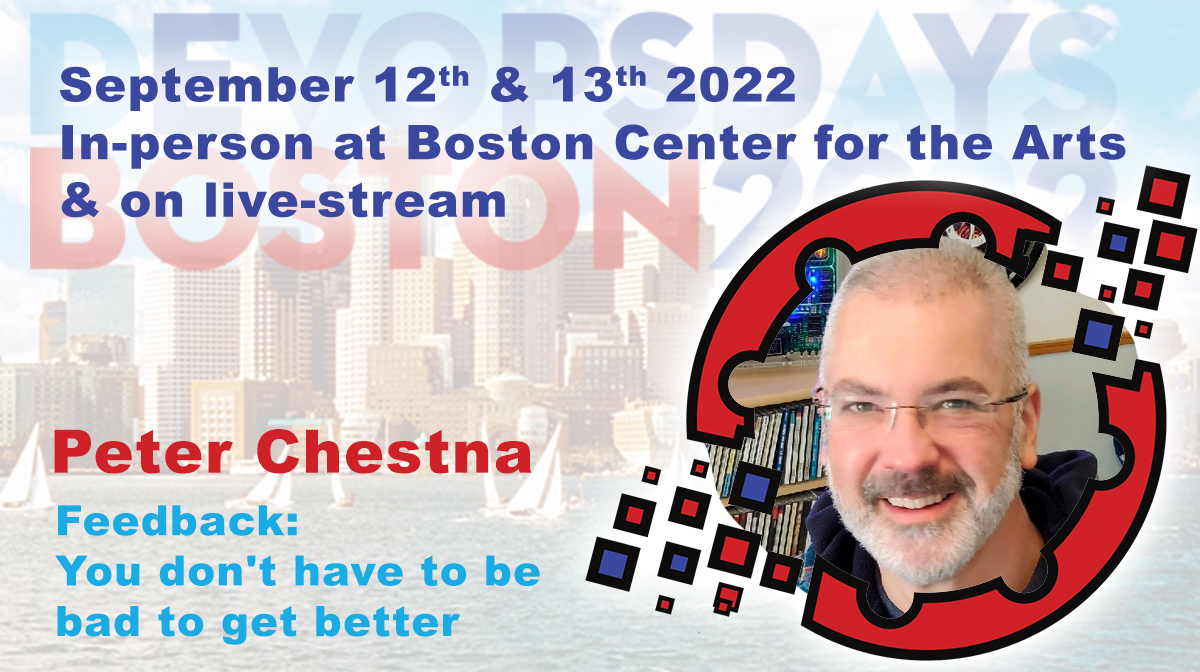 DEVOPSDAYS
BOSTON 2022
September 12th & 13th 2022
In-person at Boston Center for the Arts
& on live-stream
Peter Chestna
Feedback:
You don't have to be
bad to get better